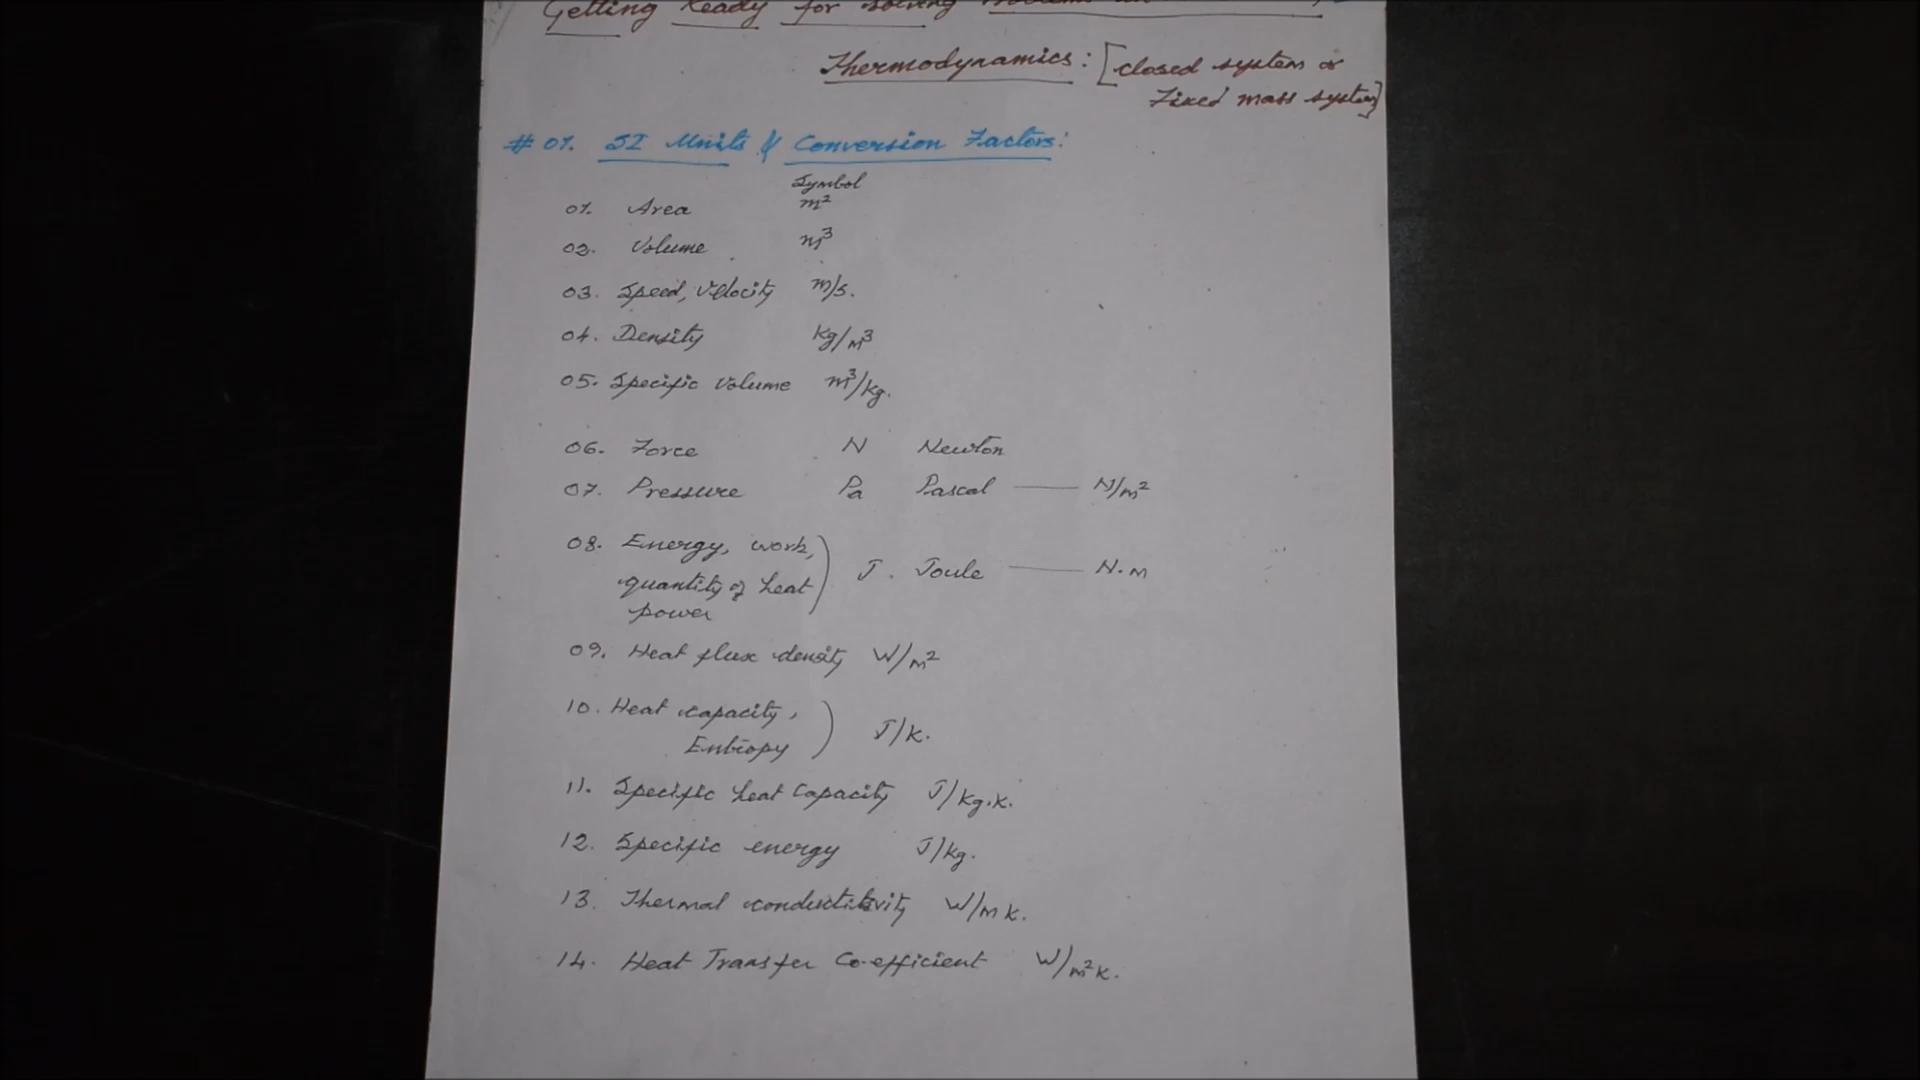 Getting Ready for solving Problems
Thermodynamics: [closed system or
Fixed mass system]
# 01. SI Units & Conversion Factors:
Symbol
01. Area m²
02. Volume m³
03. Speed, Velocity m/s.
04. Density Kg/m³
05. Specific Volume m³/kg.
06. Force N Newton
07. Pressure Pa Pascal — N/m²
08. Energy, work,
quantity of heat ) J. Joule — N.m
power
09. Heat flux density W/m²
10. Heat capacity,
Entropy ) J/K.
11. Specific heat Capacity J/kg.K.
12. Specific energy J/kg.
13. Thermal conductivity W/m K.
14. Heat Transfer Co-efficient W/m²K.